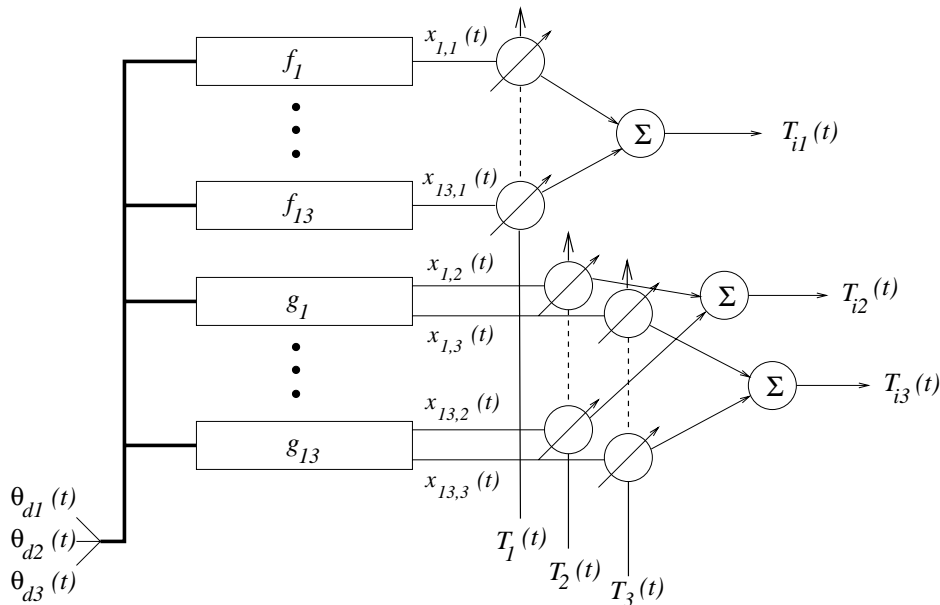 f1
x1,1(t)
Σ
Ti1(t)
f13
x13,1(t)
g1
x1,2(t)
x1,3(t)
Σ
Ti2(t)
Σ
Ti3(t)
g13
x13,2(t)
x13,3(t)
θd1(t)
θd2(t)
θd3(t)
T1(t)
T2(t)
T3(t)